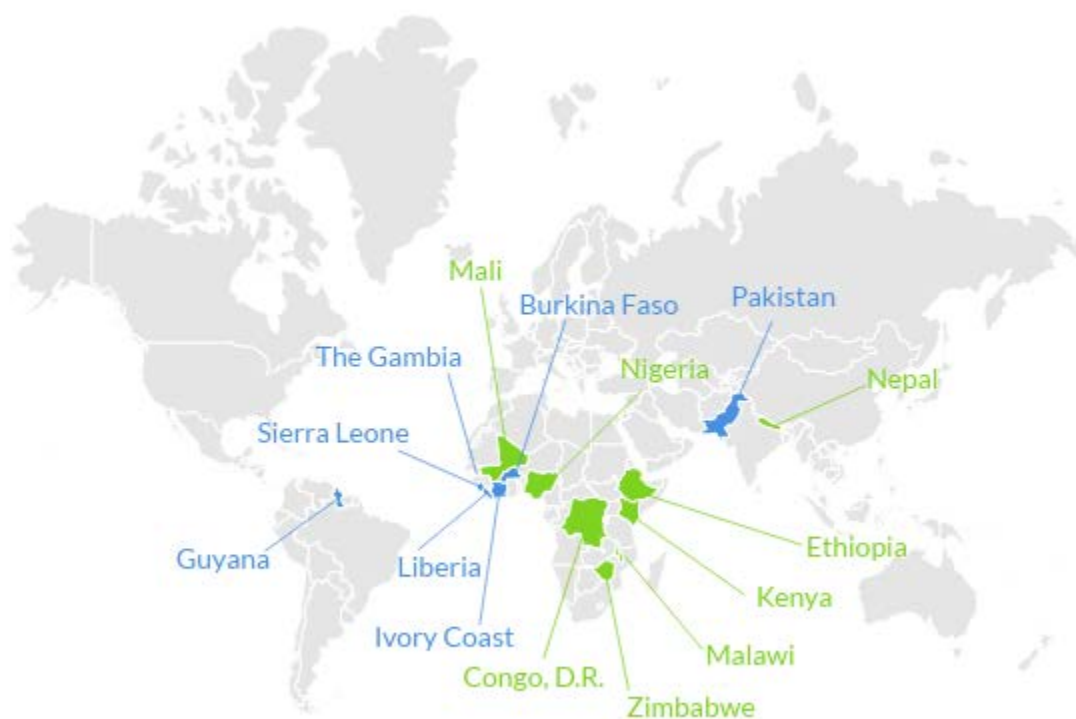 Mali
Burkina Faso
Pakistan
The Gambia
Nigeria
Nepal
Sierra Leone
Guyana
Liberia
Ethiopia
Kenya
Ivory Coast
Malawi
Congo, D.R.
Zimbabwe